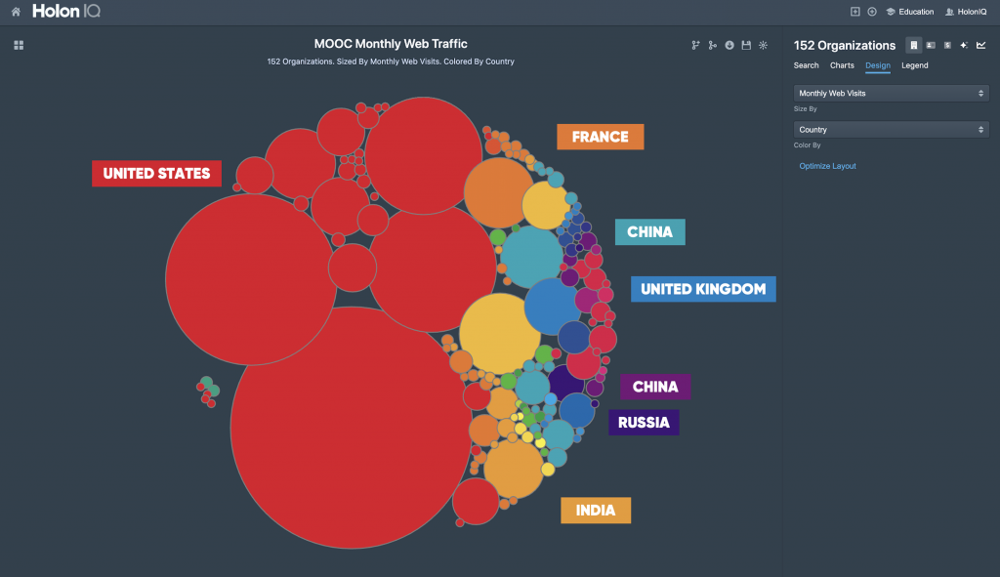 Holon IQ
Education
HolonIQ
MOOC Monthly Web Traffic
152 Organizations. Sized By Monthly Web Visits. Colored By Country
152 Organizations
Search Charts Design Legend
Monthly Web Visits
Size By
Country
Color By
Optimize Layout
FRANCE
UNITED STATES
CHINA
UNITED KINGDOM
CHINA
RUSSIA
INDIA